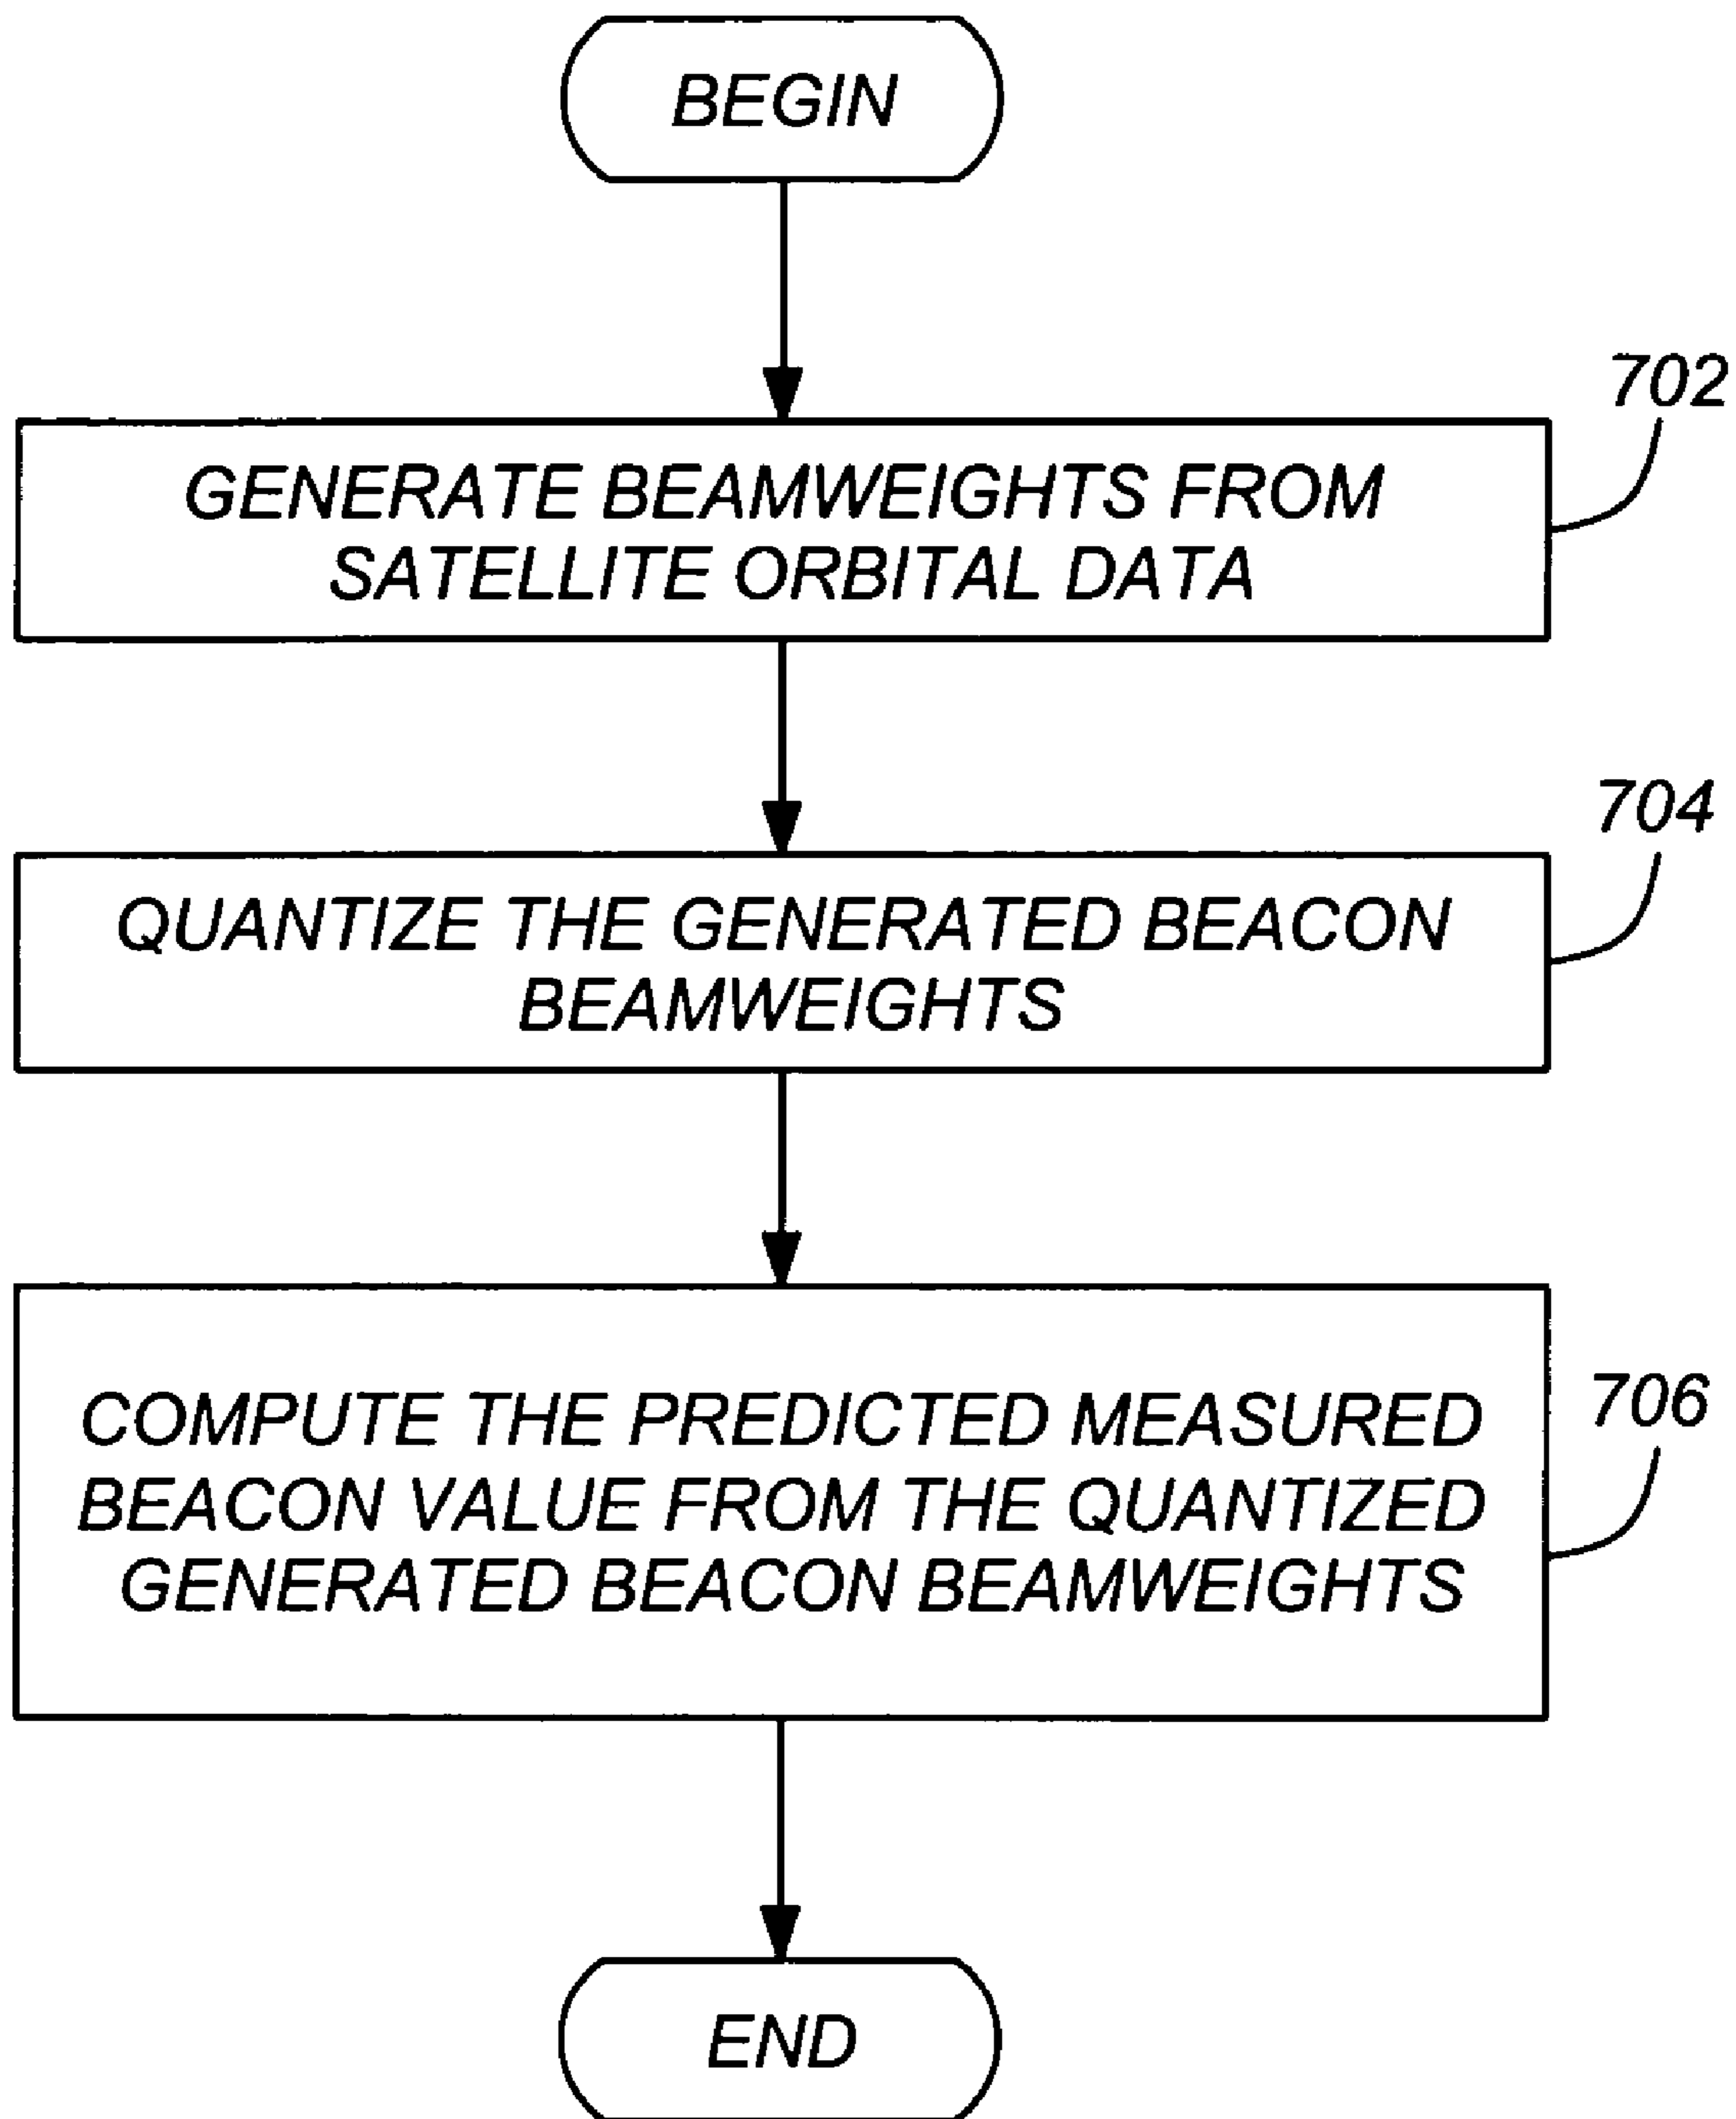 BEGIN
702
GENERATE BEAMWEIGHTS FROM
SATELLITE ORBITAL DATA
704
QUANTIZE THE GENERATED BEACON
BEAMWEIGHTS
706
COMPUTE THE PREDICTED MEASURED
BEACON VALUE FROM THE QUANTIZED
GENERATED BEACON BEAMWEIGHTS
END